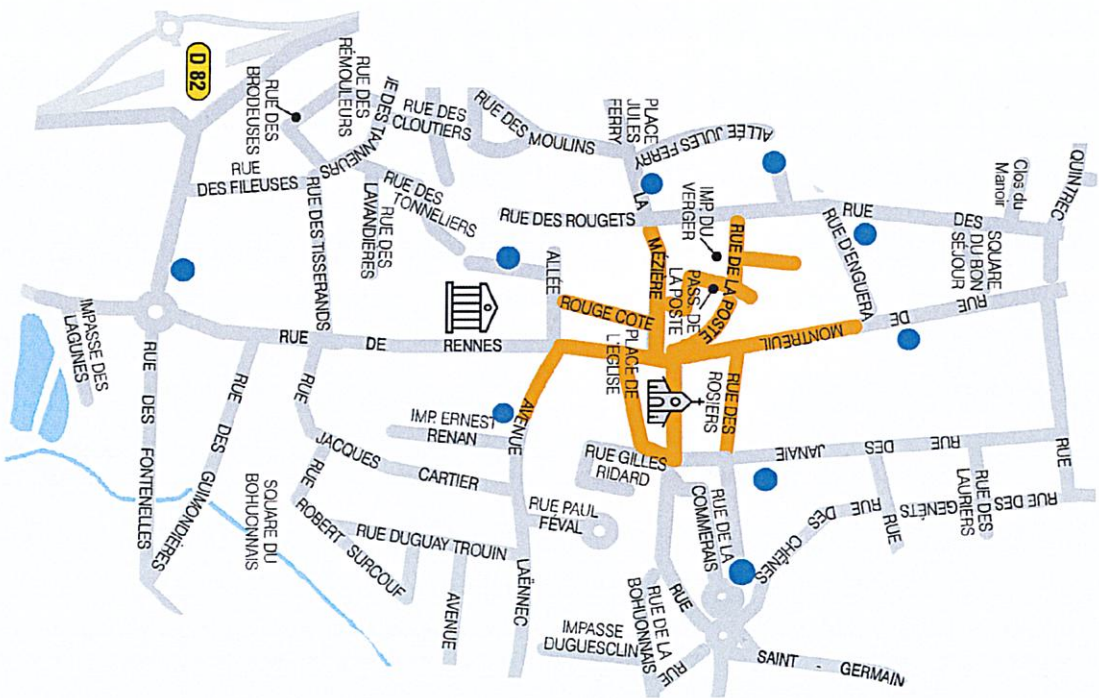 D 82
RUE DES
RÉMOULEURS
RUE DES
BRODEUSES
UE DES TANNEURS
RUE DES
CLOUTIERS
RUE DES MOULINS
PLACE
JULES
FERRY
ALLÉE JULES FERRY
QUINTREC
Clos du
Manoir
RUE
DES FILEUSES
RUE DES
TONNELIERS
RUE DES
LAVANDIÈRES
RUE DES TISSERANDS
RUE DES ROUGETS
LA MÉZIÈRE
IMP. DU
VERGER
RUE DE LA POSTE
PASS. DE
LA POSTE
RUE DES
RUE D'ENGUERA
SQUARE
DU BON
SÉJOUR
ALLÉE
ROUGE COTE
RUE DE RENNES
PLACE DE
L'ÉGLISE
MONTREUIL
RUE DE
RUE DES
ROSIERS
IMPASSE DES
LAGUNES
RUE DES FONTENELLES
RUE DES GUIMONDIÈRES
RUE JACQUES CARTIER
IMP. ERNEST
RENAN
AVENUE LAËNNEC
RUE GILLES
RIDARD
JANAIE
DES
RUE
RUE
RUE DES
LAURIERS
RUE DES GENÊTS
RUE
RUE DES CHÊNES
RUE DE LA
COMMERAIS
RUE PAUL
FÉVAL
SQUARE DU
BOHUONNAIS
RUE ROBERT SURCOUF
RUE DUGUAY TROUIN
AVENUE
IMPASSE
DUGUESCLIN
RUE DE LA
BOHUONNAIS
RUE
RUE
SAINT - GERMAIN